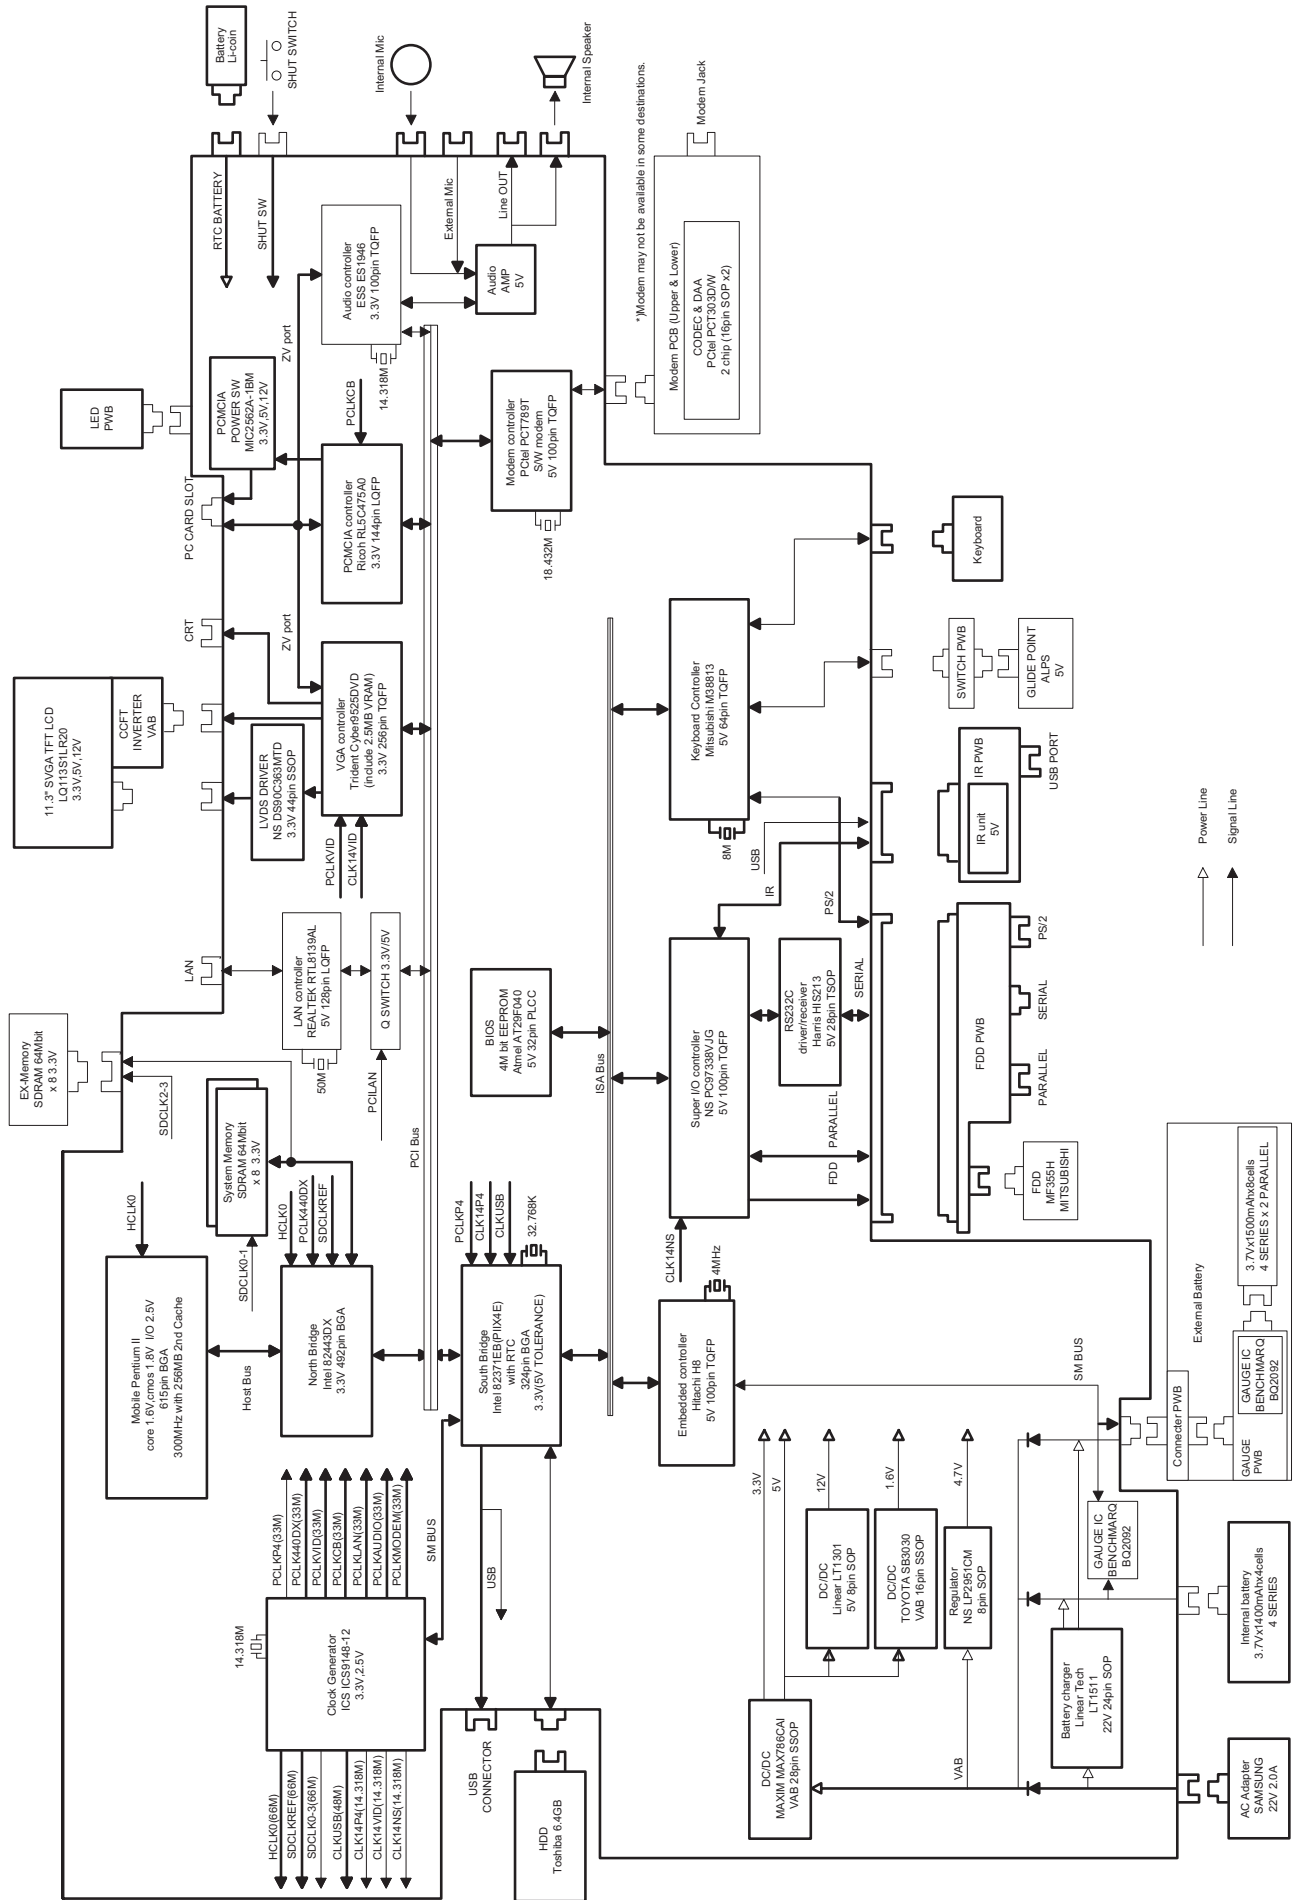 Battery
Li-coin
SHUT SWITCH
Internal Mic
Internal Speaker
RTC BATTERY
SHUT SW
External Mic
Line OUT
Audio controller
ESS ES1946
3.3V 100pin TQFP
Audio
AMP
5V
14.318M
ZV port
*)Modem may not be available in some destinations.
Modem Jack
Modem PCB (Upper & Lower)
CODEC & DAA
PCtel PCT303D/W
2 chip (16pin SOP x2)
LED
PWB
PCMCIA
POWER SW
MIC2562A-1BM
3.3V,5V,12V
PC CARD SLOT
PCLKCB
PCMCIA controller
Ricoh RL5C475A0
3.3V 144pin LQFP
Modem controller
PCtel PCT789T
S/W modem
5V 100pin TQFP
18.432M
Keyboard
CRT
ZV port
11.3" SVGA TFT LCD
LQ113S1LR20
3.3V,5V,12V
CCFT
INVERTER
VAB
LVDS DRIVER
NS DS90C363MTD
3.3V 44pin SSOP
VGA controller
Trident Cyber9525DVD
(include 2.5MB VRAM)
3.3V 256pin TQFP
PCLKVID
CLK14VID
Keyboard Controller
Mitsubishi M38813
5V 64pin TQFP
8M
USB
IR
PS/2
SWITCH PWB
GLIDE POINT
ALPS
5V
IR PWB
IR unit
5V
USB PORT
Power Line
Signal Line
LAN
LAN controller
REALTEK RTL8139AL
5V 128pin LQFP
50M
Q SWITCH 3.3V/5V
PCILAN
PCI Bus
BIOS
4M bit EEPROM
Atmel AT29F040
5V 32pin PLCC
ISA Bus
Super I/O controller
NS PC97338VJG
5V 100pin TQFP
RS232C
driver/receiver
Harris HIS213
5V 28pin TSOP
SERIAL
PARALLEL
FDD
FDD PWB
PS/2
SERIAL
PARALLEL
FDD
MF355H
MITSUBISHI
EX-Memory
SDRAM 64Mbit
x 8 3.3V
SDCLK2-3
System Memory
SDRAM 64Mbit
x 8 3.3V
SDCLK0-1
HCLK0
Mobile Pentium II
core 1.6V,cmos 1.8V I/O 2.5V
615pin BGA
300MHz with 256MB 2nd Cache
Host Bus
HCLK0
PCLK440DX
SDCLKREF
North Bridge
Intel 82443DX
3.3V 492pin BGA
PCLKP4
CLK14P4
CLKUSB
32.768K
South Bridge
Intel 82371EB(PIIX4E)
with RTC
324pin BGA
3.3V(5V TOLERANCE)
CLK14NS
4MHz
Embedded controller
Hitachi H8
5V 100pin TQFP
SM BUS
External Battery
3.7Vx1500mAhx8cells
4 SERIES x 2 PARALLEL
GAUGE IC
BENCHMARQ
BQ2092
Connecter PWB
GAUGE
PWB
PCLKP4(33M)
PCLK440DX(33M)
PCLKVID(33M)
PCLKCB(33M)
PCLKLAN(33M)
PCLKAUDIO(33M)
PCLKMODEM(33M)
SM BUS
USB
14.318M
Clock Generator
ICS ICS9148-12
3.3V,2.5V
HCLK0(66M)
SDCLKREF(66M)
SDCLK0-3(66M)
CLKUSB(48M)
CLK14P4(14.318M)
CLK14VID(14.318M)
CLK14NS(14.318M)
USB
CONNECTOR
HDD
Toshiba 6.4GB
3.3V
5V
12V
1.6V
4.7V
DC/DC
Linear LT1301
5V 8pin SOP
DC/DC
TOYOTA SB3030
VAB 16pin SSOP
Regulator
NS LP2951CM
8pin SOP
DC/DC
MAXIM MAX786CAI
VAB 28pin SSOP
VAB
GAUGE IC
BENCHMARQ
BQ2092
Battery charger
Linear Tech
LT1511
22V 24pin SOP
Internal battery
3.7Vx1400mAhx4cells
4 SERIES
AC Adapter
SAMSUNG
22V 2.0A